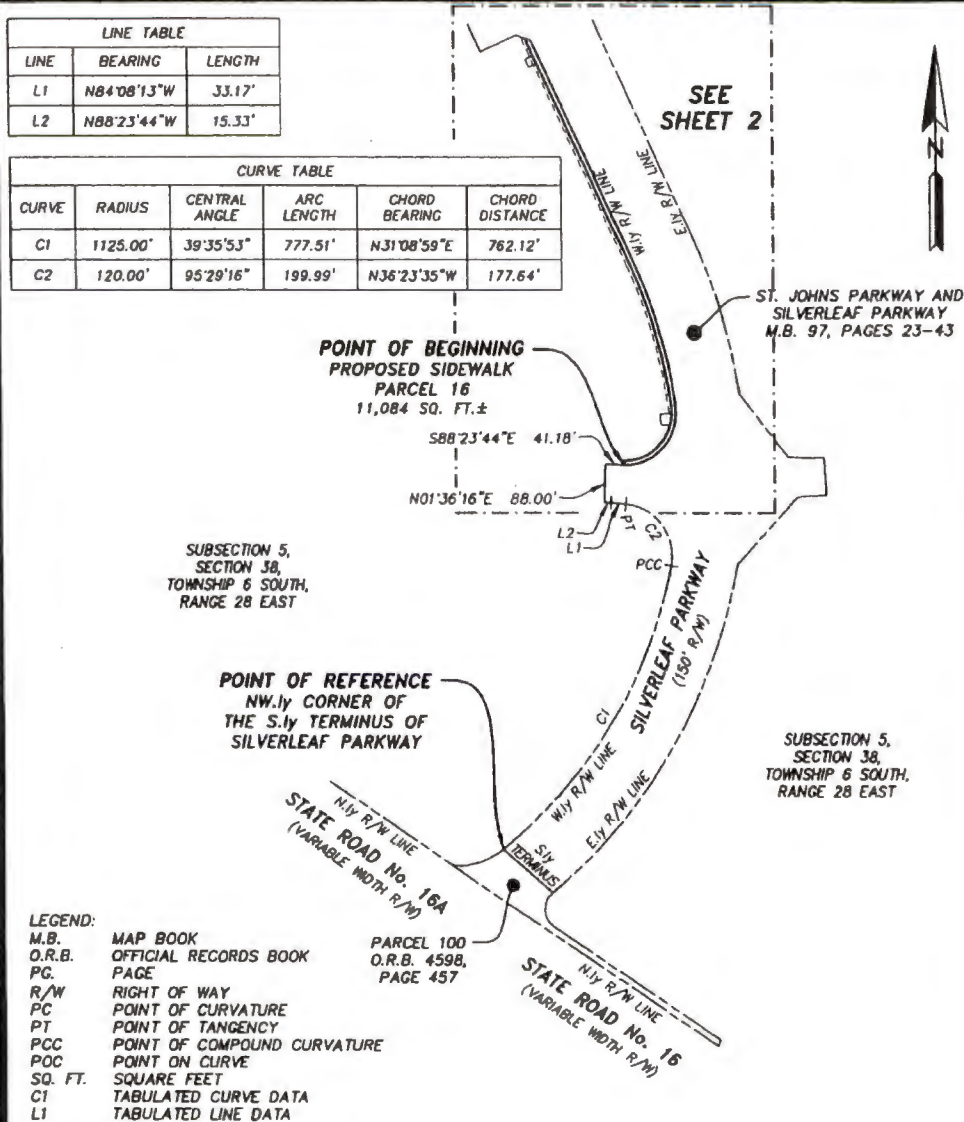 LINE TABLE
LINE BEARING LENGTH
L1 N84°08'13"W 33.17'
L2 N88°23'44"W 15.33'
CURVE TABLE
CURVE RADIUS CENTRAL ANGLE ARC LENGTH CHORD BEARING CHORD DISTANCE
C1 1125.00' 39°35'53" 777.51' N31°08'59"E 762.12'
C2 120.00' 95°29'16" 199.99' N36°23'35"W 177.64'
SEE
SHEET 2
N
W.ly R/W LINE
E.ly R/W LINE
ST. JOHNS PARKWAY AND
SILVERLEAF PARKWAY
M.B. 97, PAGES 23-43
POINT OF BEGINNING
PROPOSED SIDEWALK
PARCEL 16
11,084 SQ. FT.±
S88°23'44"E 41.18'
N01°36'16"E 88.00'
L2
L1
PT
C2
PCC
SUBSECTION 5,
SECTION 38,
TOWNSHIP 6 SOUTH,
RANGE 28 EAST
SILVERLEAF PARKWAY
(150' R/W)
POINT OF REFERENCE
NW.ly CORNER OF
THE S.ly TERMINUS OF
SILVERLEAF PARKWAY
C1
W.ly R/W LINE
E.ly R/W LINE
SUBSECTION 5,
SECTION 38,
TOWNSHIP 6 SOUTH,
RANGE 28 EAST
N.ly R/W LINE
STATE ROAD No. 16A
(VARIABLE WIDTH R/W)
S.ly
TERMINUS
PARCEL 100
O.R.B. 4598,
PAGE 457
N.ly R/W LINE
STATE ROAD No. 16
(VARIABLE WIDTH R/W)
LEGEND:
M.B. MAP BOOK
O.R.B. OFFICIAL RECORDS BOOK
PG. PAGE
R/W RIGHT OF WAY
PC POINT OF CURVATURE
PT POINT OF TANGENCY
PCC POINT OF COMPOUND CURVATURE
POC POINT ON CURVE
SQ. FT. SQUARE FEET
C1 TABULATED CURVE DATA
L1 TABULATED LINE DATA